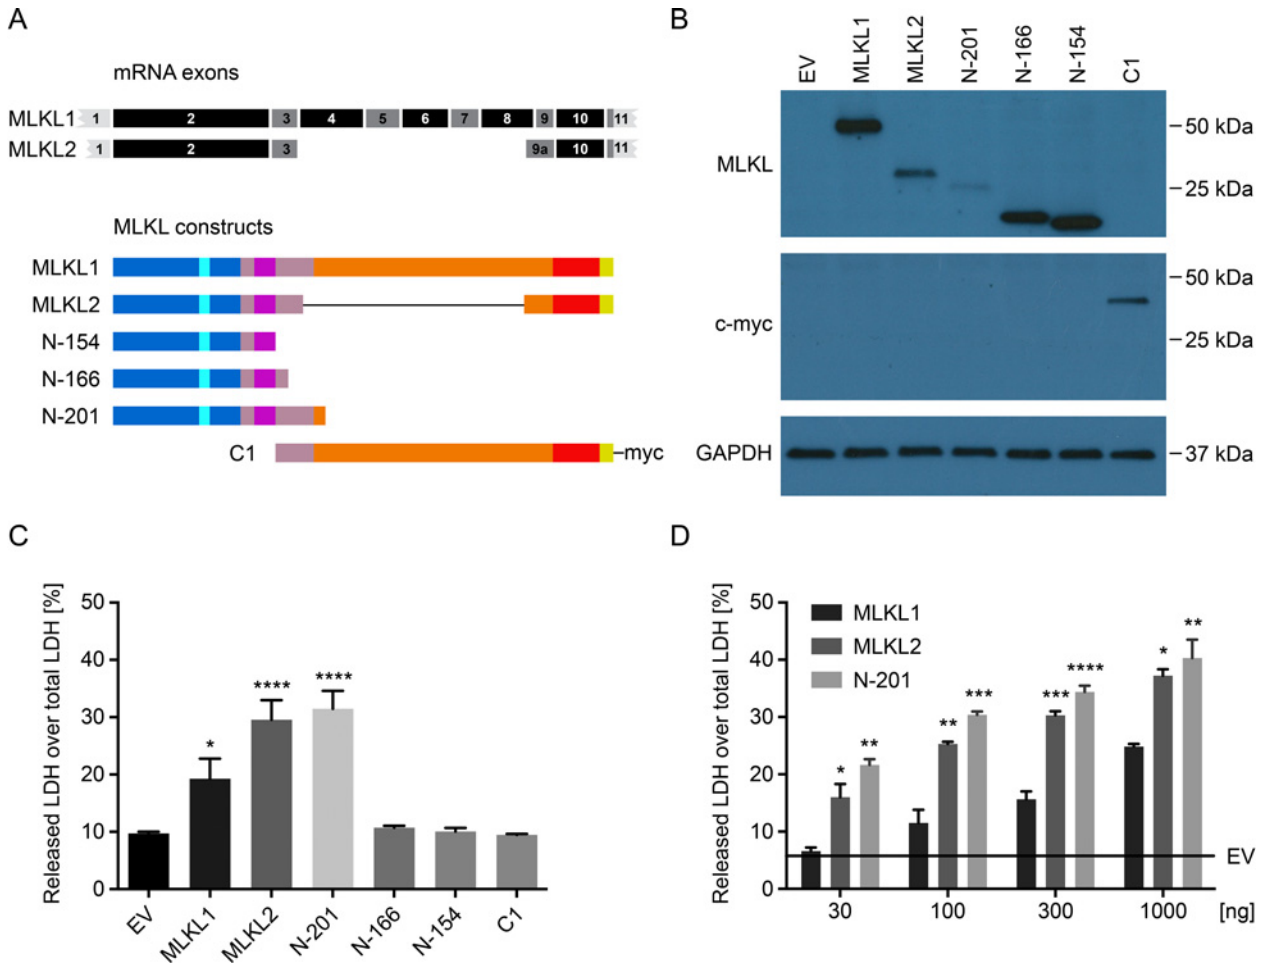 A
mRNA exons
MLKL1 1 2 3 4 5 6 7 8 9 10 11
MLKL2 1 2 3 9a 10 11
MLKL constructs
MLKL1
MLKL2
N-154
N-166
N-201
C1 myc
B
EV MLKL1 MLKL2 N-201 N-166 N-154 C1
MLKL
50 kDa
25 kDa
c-myc
50 kDa
25 kDa
GAPDH
37 kDa
C
Released LDH over total LDH [%]
50
40
30
20
10
0
* **** ****
EV MLKL1 MLKL2 N-201 N-166 N-154 C1
D
Released LDH over total LDH [%]
50
40
30
20
10
0
MLKL1
MLKL2
N-201
* ** ** *** *** **** * **
EV
30 100 300 1000 [ng]